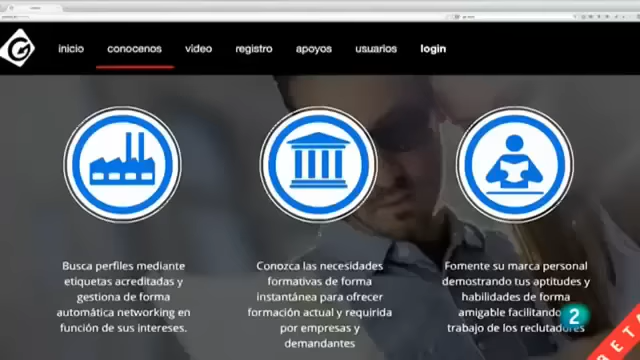 inicio
conocenos
video
registro
apoyos
usuarios
login
Busca perfiles mediante
etiquetas acreditadas y
gestiona de forma
automática networking en
función de sus intereses.
Conozca las necesidades
formativas de forma
instantánea para ofrecer
formación actual y requirida
por empresas y
demandantes
Fomente su marca personal
demostrando tus aptitudes y
habilidades de forma
amigable facilitando
trabajo de los reclutadores
2
BETA